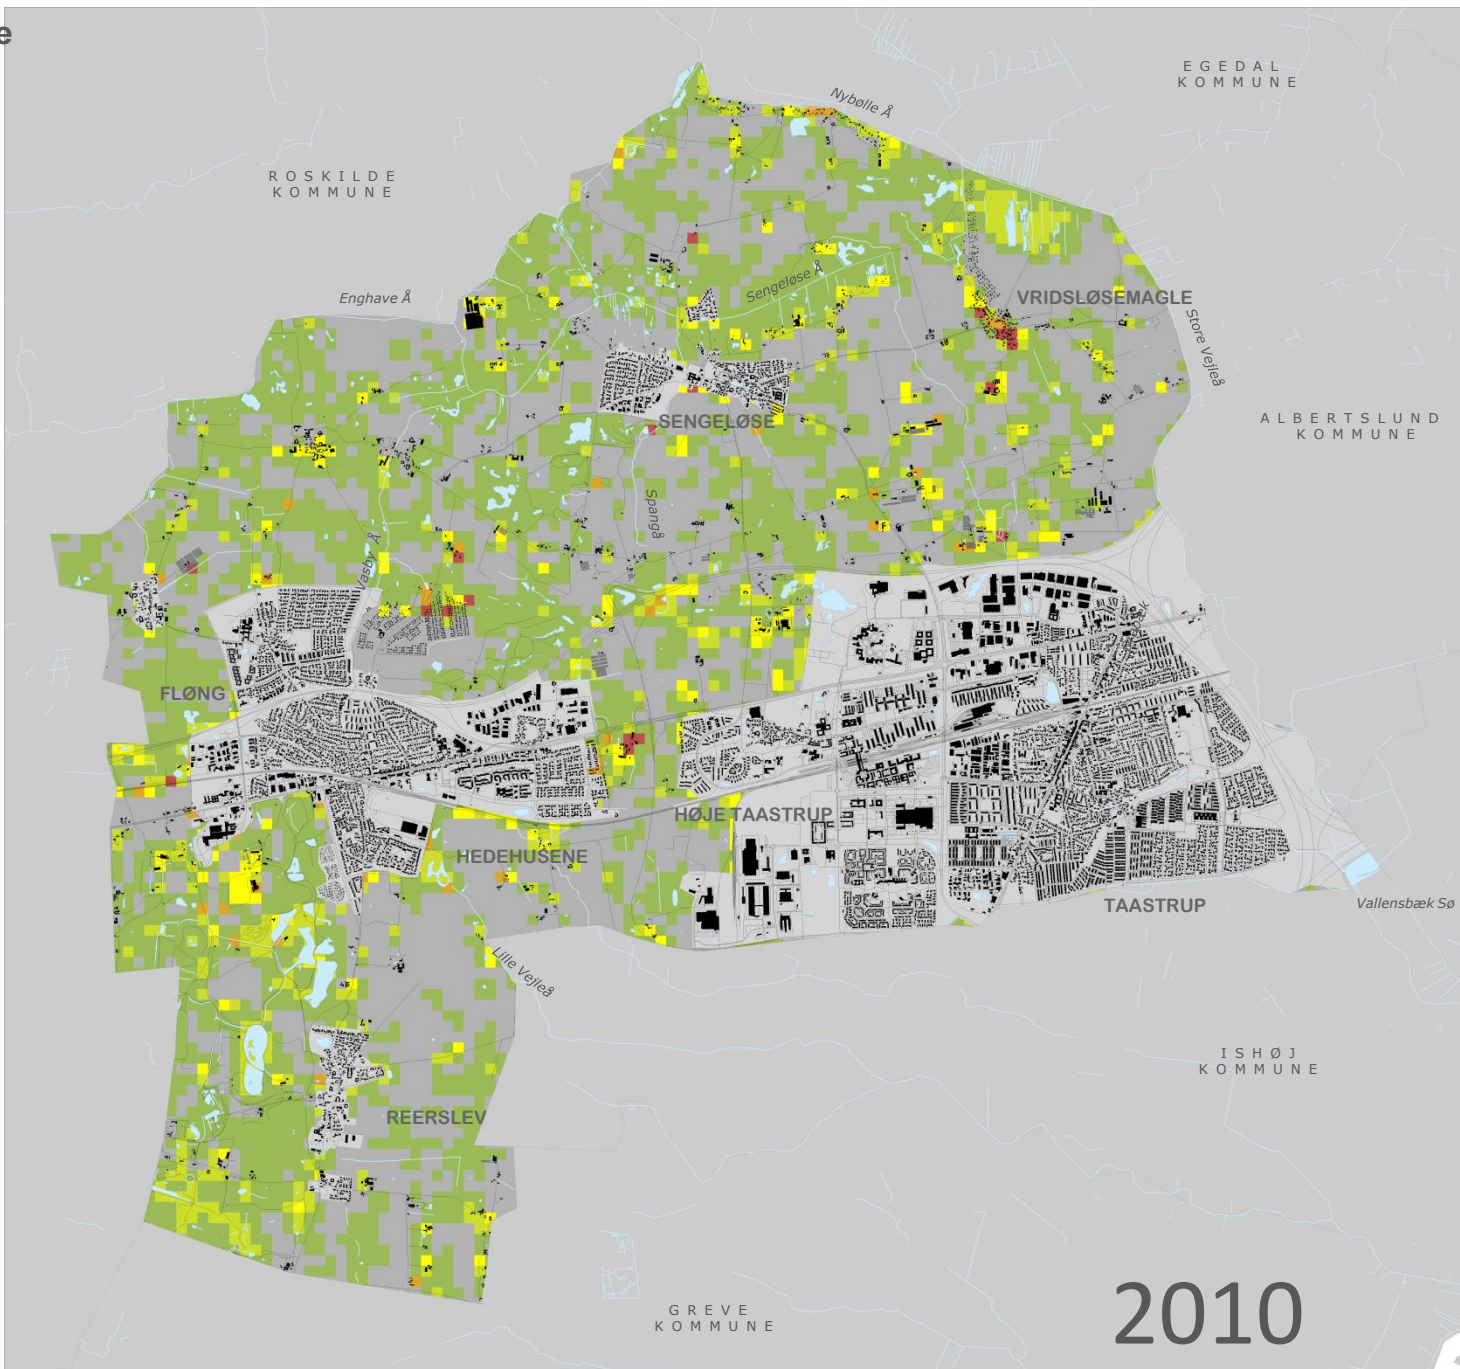 e
EGEDAL
KOMMUNE
Nybølle Å
ROSKILDE
KOMMUNE
Sengeløse Å
Enghave Å
VRIDSLØSEMAGLE
Store Vejleå
ALBERTSLUND
KOMMUNE
SENGELØSE
Spangå
Vasby Å
FLØNG
HØJE TAASTRUP
HEDEHUSENE
TAASTRUP
Vallensbæk Sø
Lille Vejleå
ISHØJ
KOMMUNE
REERSLEV
GREVE
KOMMUNE
2010